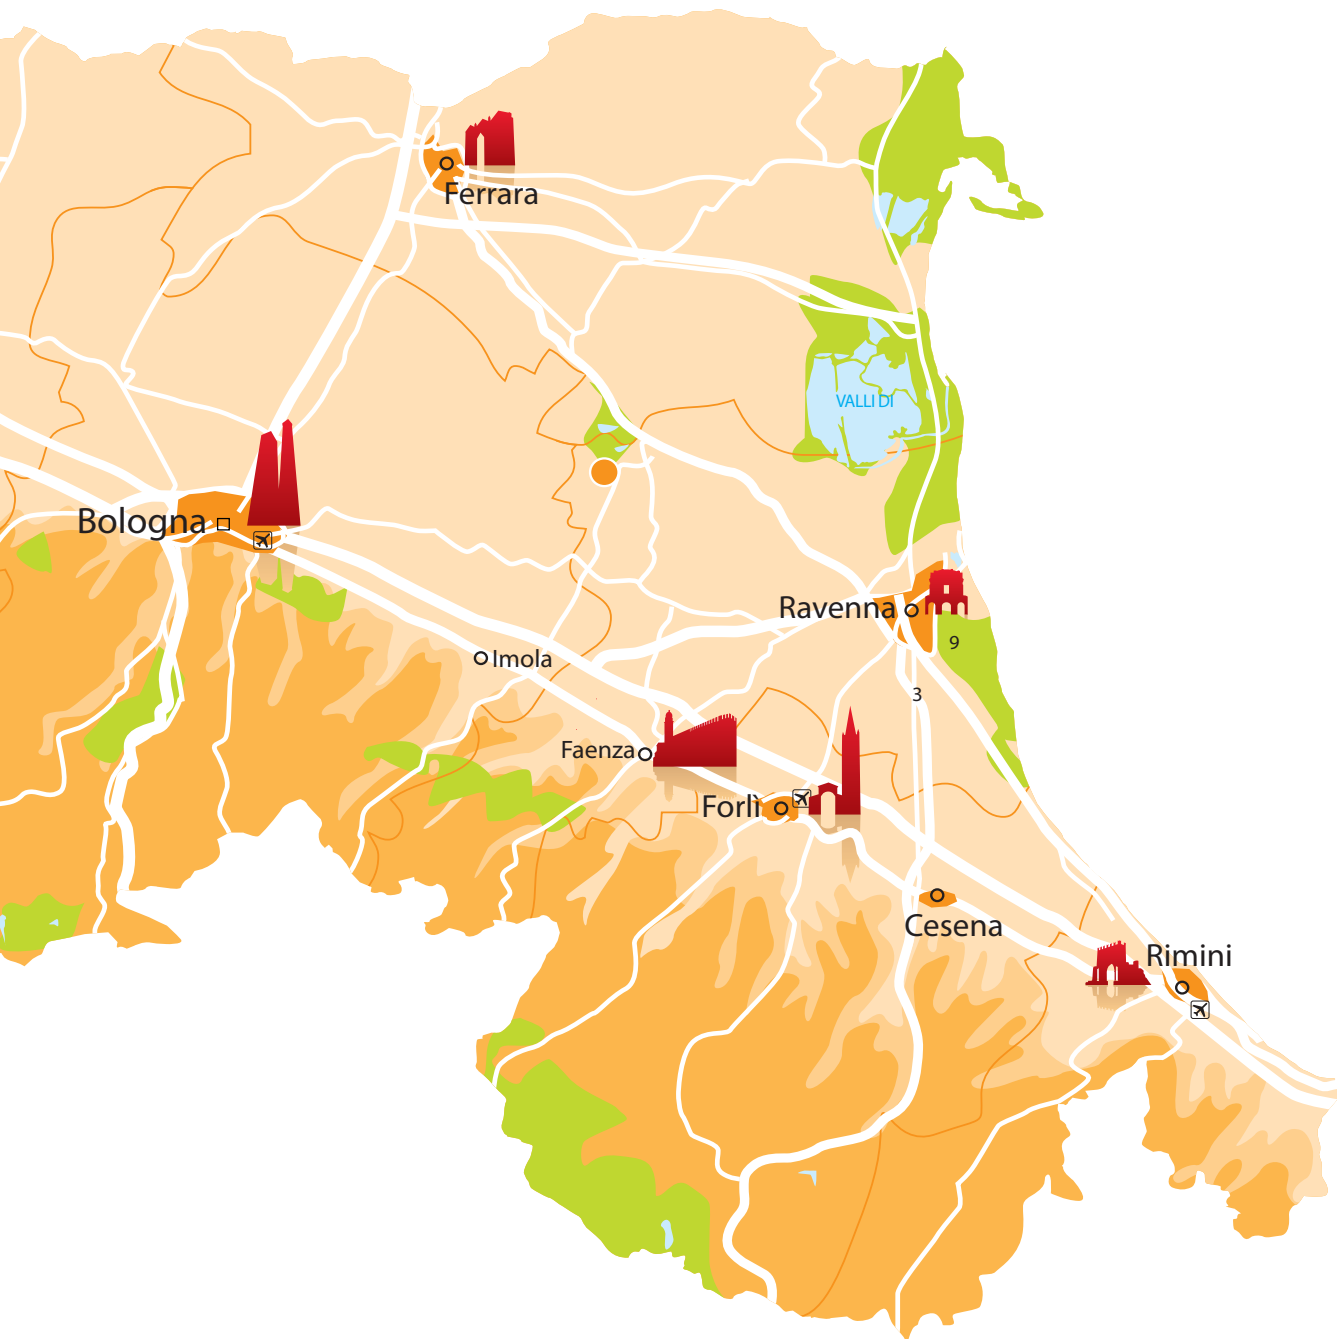 Ferrara
VALLI DI
Bologna
Ravenna
9
Imola
3
Faenza
Forlì
Cesena
Rimini